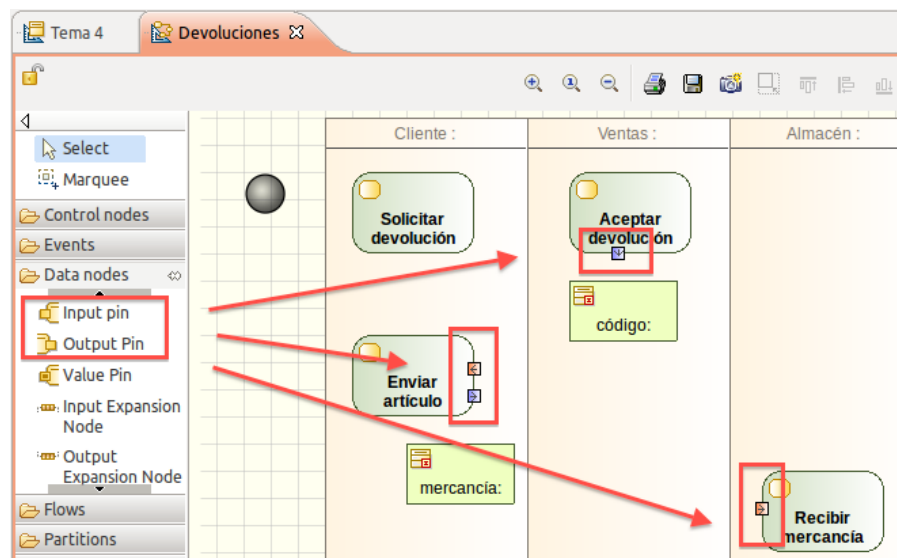 Tema 4
Devoluciones
Select
Marquee
Control nodes
Events
Data nodes
Input pin
Output Pin
Value Pin
Input Expansion
Node
Output
Expansion Node
Flows
Partitions
Cliente :
Ventas :
Almacén :
Solicitar
devolución
Aceptar
devolución
código:
Enviar
artículo
mercancía:
Recibir
mercancía